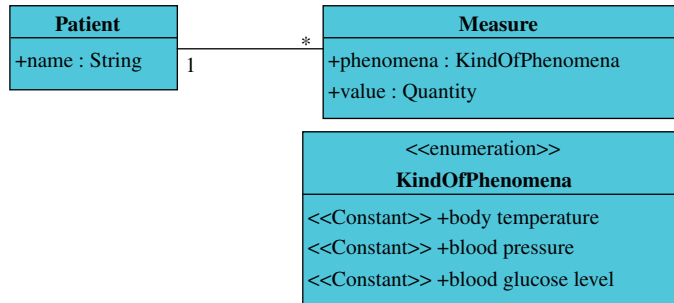 Patient
+name : String
1
*
Measure
+phenomena : KindOfPhenomena
+value : Quantity
<<enumeration>>
KindOfPhenomena
<<Constant>> +body temperature
<<Constant>> +blood pressure
<<Constant>> +blood glucose level